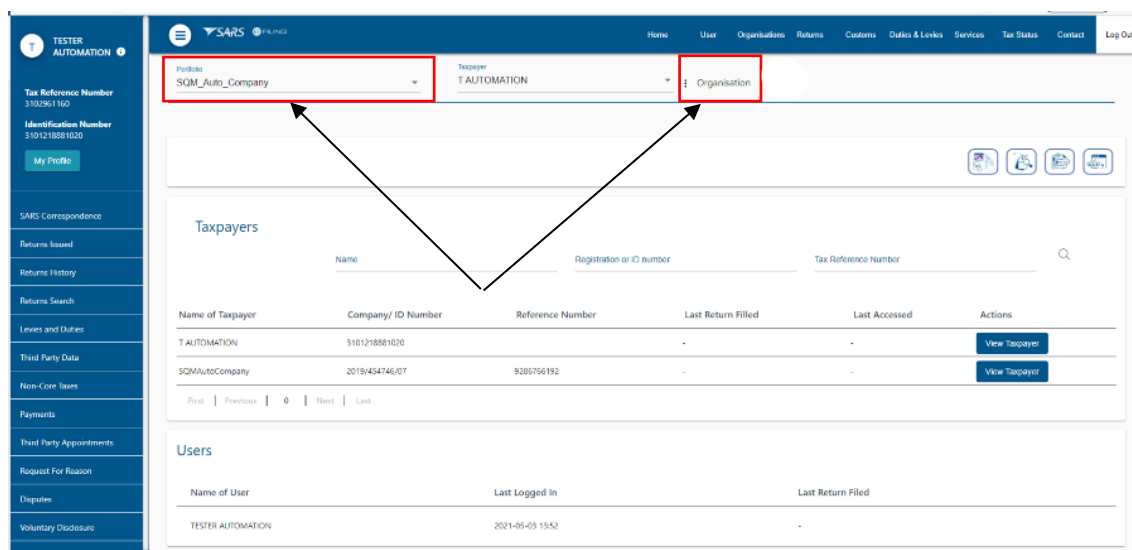 T
TESTER
AUTOMATION
Tax Reference Number
3102961160
Identification Number
3101218881020
My Profile
SARS Correspondence
Returns Issued
Returns History
Returns Search
Levies and Duties
Third Party Data
Non-Core Taxes
Payments
Third Party Appointments
Request For Reason
Disputes
Voluntary Disclosure
SARS eFILING
Home User Organisations Returns Customs Duties & Levies Services Tax Status Contact Log Out
Portfolio
SQM_Auto_Company
Taxpayer
T AUTOMATION
Organisation
Taxpayers
Name Registration or ID number Tax Reference Number
Name of Taxpayer Company/ ID Number Reference Number Last Return Filled Last Accessed Actions
T AUTOMATION 3101218881020 - - View Taxpayer
SQMAutoCompany 2019/454746/07 9286766192 - - View Taxpayer
First | Previous | 0 | Next | Last
Users
Name of User Last Logged In Last Return Filed
TESTER AUTOMATION 2021-05-03 13:52 -